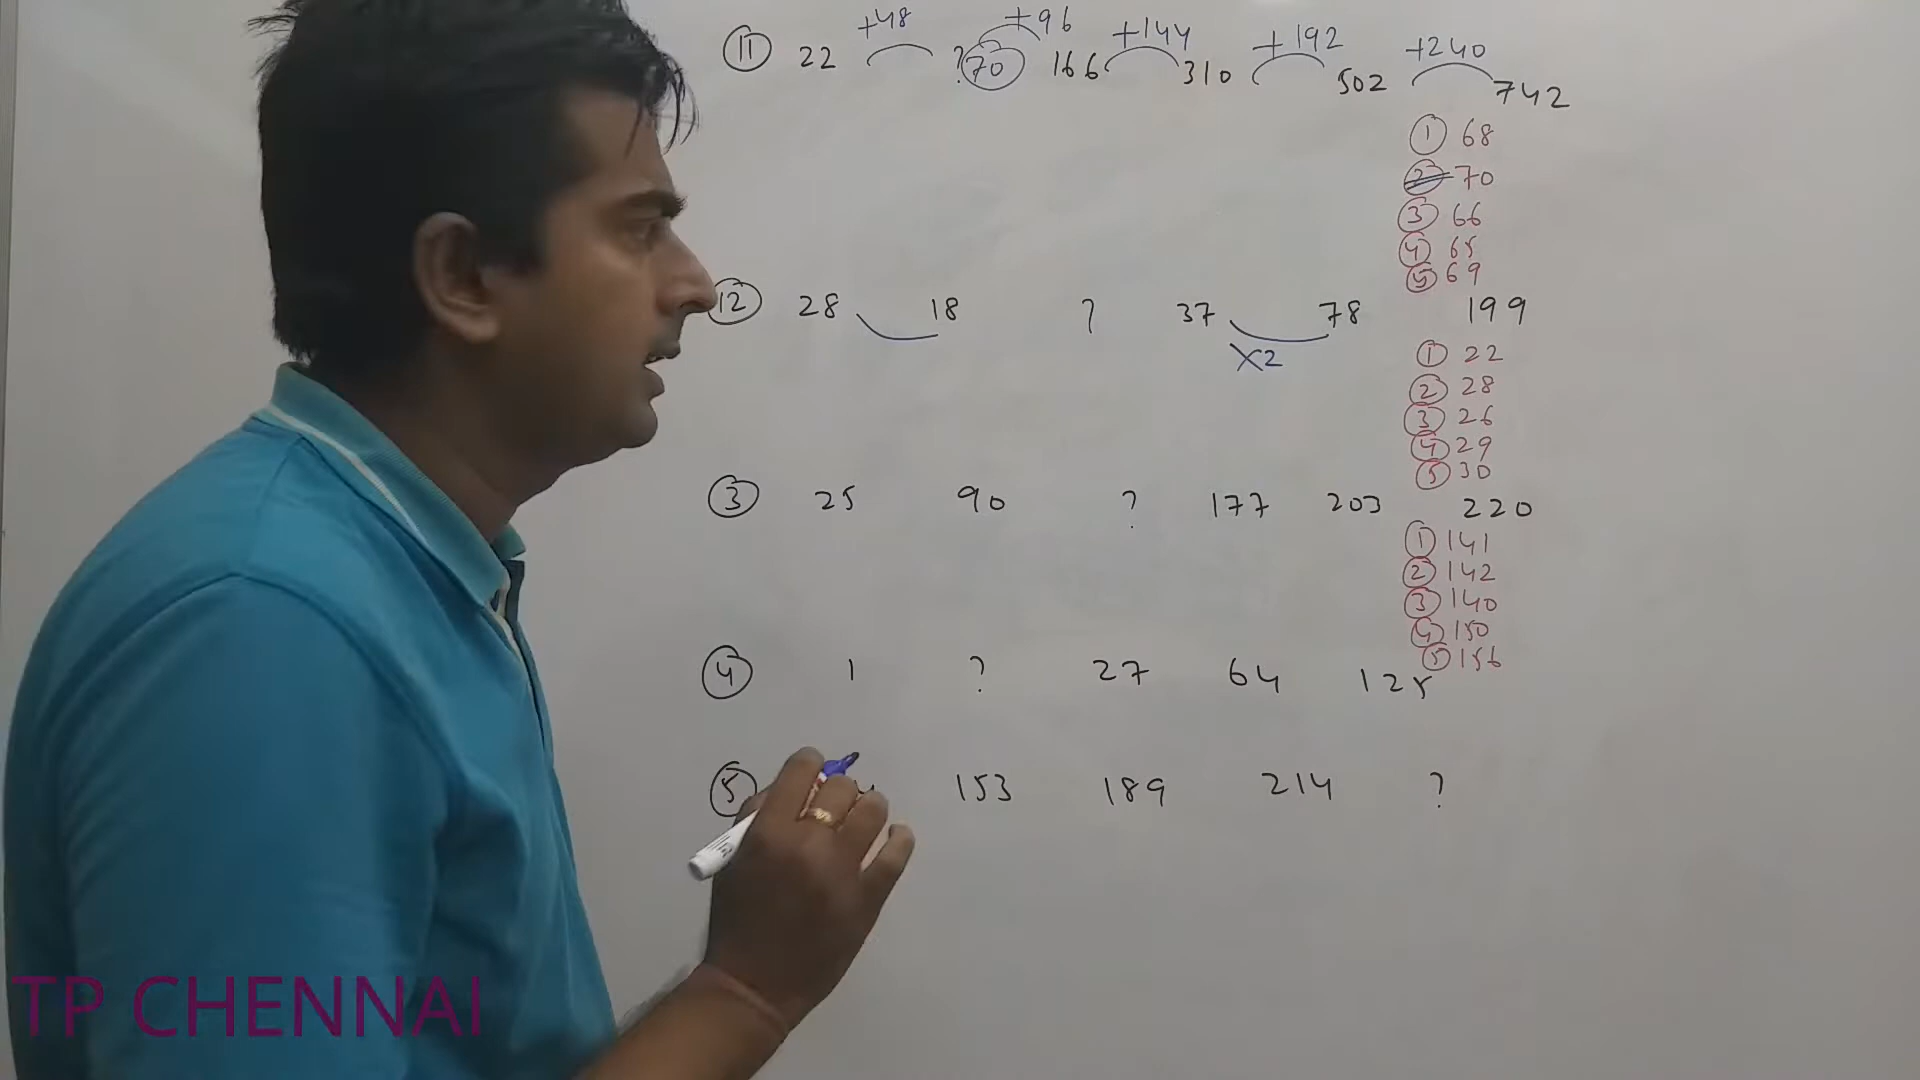 +48 +96 +144 +192 +240
11 22 ? 70 166 310 502 742
1 68
2 70
3 66
4 65
5 69
12 28 18 ? 37 78 199
X2
1 22
2 28
3 26
4 29
5 30
3 25 90 ? 177 203 220
1 141
2 142
3 140
4 150
5 156
4 1 ? 27 64 125
5 153 189 214 ?
TP CHENNAI